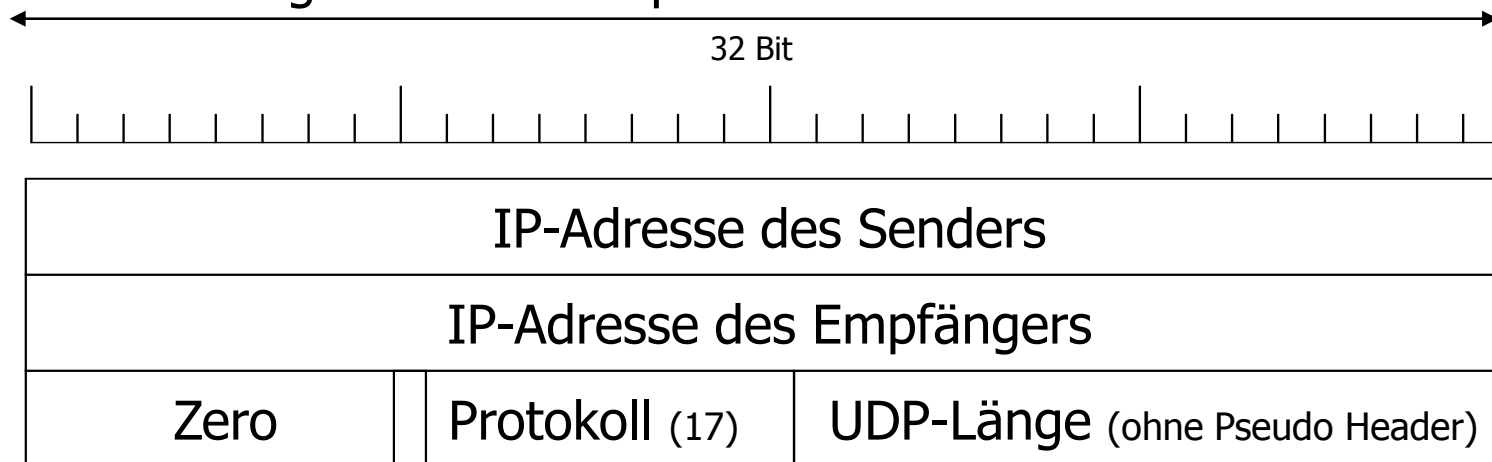 32 Bit
IP-Adresse des Senders
IP-Adresse des Empfängers
Zero Protokoll (17) UDP-Länge (ohne Pseudo Header)